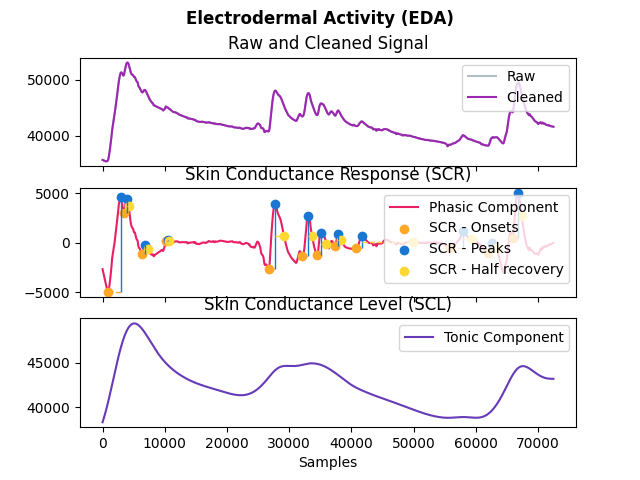 Electrodermal Activity (EDA)
Raw and Cleaned Signal
50000
40000
Raw
Cleaned
Skin Conductance Response (SCR)
5000
0
−5000
Phasic Component
SCR - Onsets
SCR - Peaks
SCR - Half recovery
Skin Conductance Level (SCL)
45000
40000
Tonic Component
0 10000 20000 30000 40000 50000 60000 70000
Samples